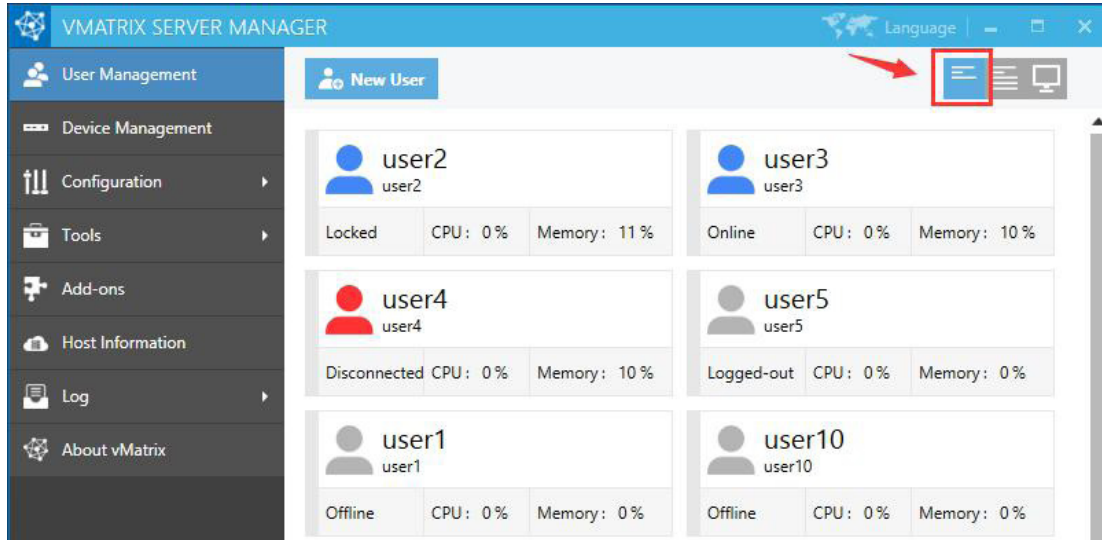 VMATRIX SERVER MANAGER
Language
User Management
Device Management
Configuration
Tools
Add-ons
Host Information
Log
About vMatrix
New User
user2
user2
Locked CPU: 0% Memory: 11%
user3
user3
Online CPU: 0% Memory: 10%
user4
user4
Disconnected CPU: 0% Memory: 10%
user5
user5
Logged-out CPU: 0% Memory: 0%
user1
user1
Offline CPU: 0% Memory: 0%
user10
user10
Offline CPU: 0% Memory: 0%